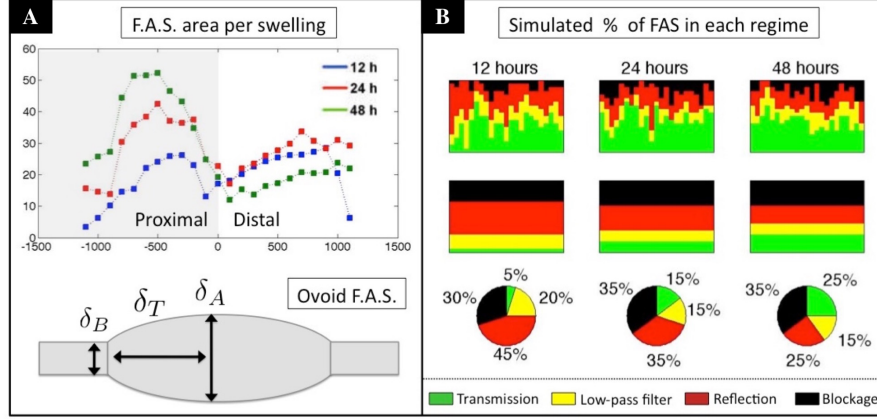 A
F.A.S. area per swelling
60
50
40
30
20
10
0
12 h
24 h
48 h
Proximal
Distal
-1500
-1000
-500
0
500
1000
1500
Ovoid F.A.S.
δB
δT
δA
B
Simulated % of FAS in each regime
12 hours
24 hours
48 hours
5%
20%
45%
30%
15%
15%
35%
35%
25%
15%
25%
35%
Transmission
Low-pass filter
Reflection
Blockage